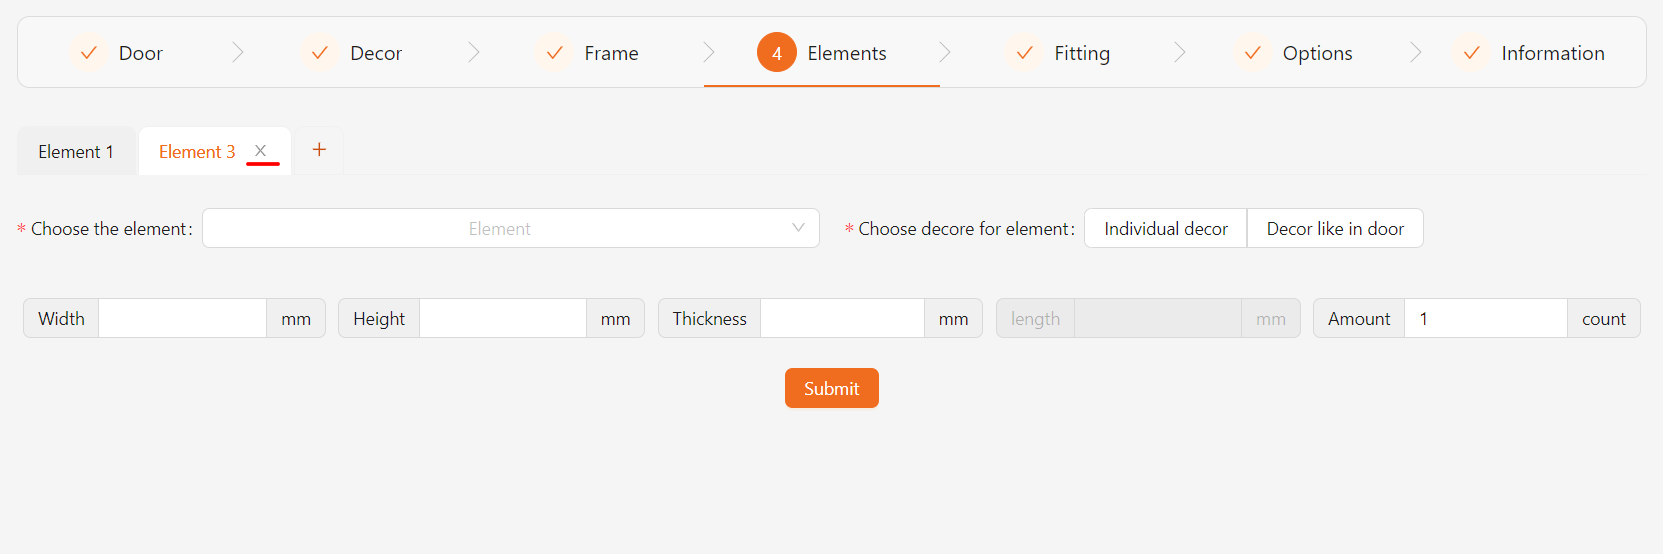 Door Decor Frame 4 Elements Fitting Options Information
Element 1 Element 3 +
* Choose the element: Element * Choose decore for element: Individual decor Decor like in door
Width mm Height mm Thickness mm length mm Amount 1 count
Submit